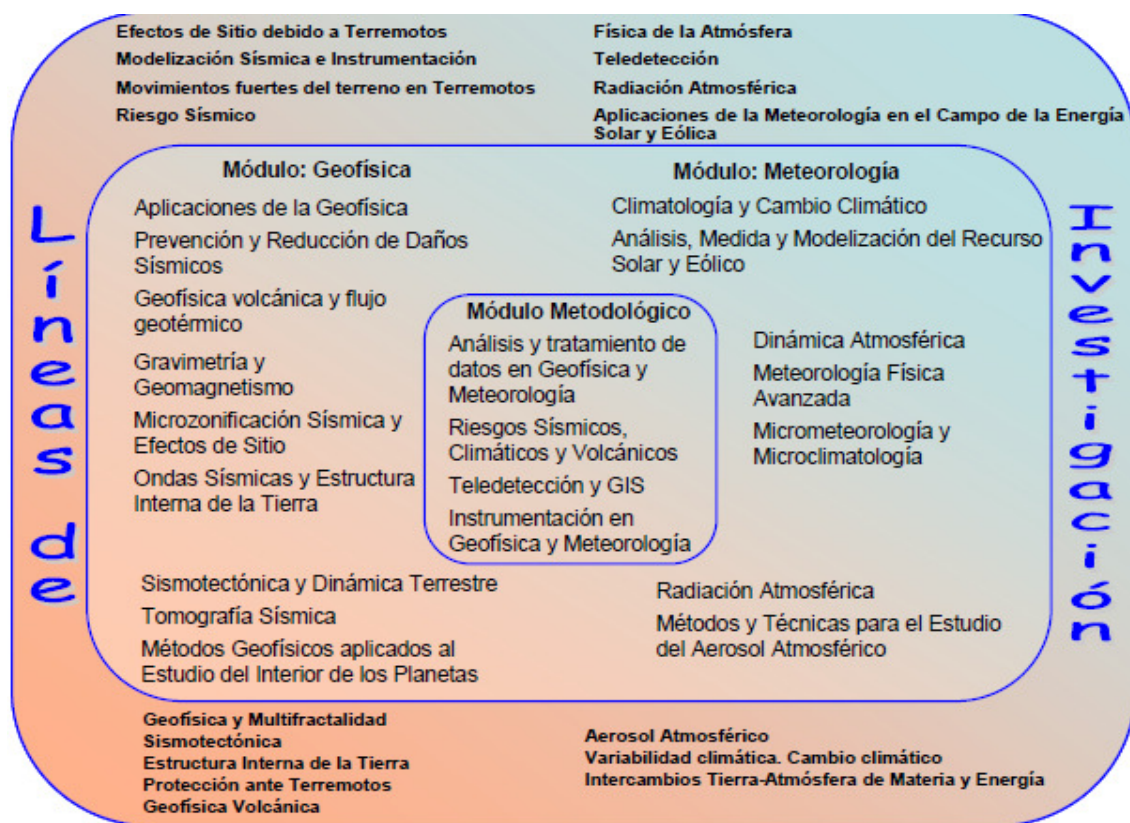 Efectos de Sitio debido a Terremotos
Modelización Sísmica e Instrumentación
Movimientos fuertes del terreno en Terremotos
Riesgo Sísmico
Física de la Atmósfera
Teledetección
Radiación Atmosférica
Aplicaciones de la Meteorología en el Campo de la Energía
Solar y Eólica
Líneas de
Módulo: Geofísica
Aplicaciones de la Geofísica
Prevención y Reducción de Daños
Sísmicos
Geofísica volcánica y flujo
geotérmico
Gravimetría y
Geomagnetismo
Microzonificación Sísmica y
Efectos de Sitio
Ondas Sísmicas y Estructura
Interna de la Tierra
Sismotectónica y Dinámica Terrestre
Tomografía Sísmica
Métodos Geofísicos aplicados al
Estudio del Interior de los Planetas
Módulo Metodológico
Análisis y tratamiento de
datos en Geofísica y
Meteorología
Riesgos Sísmicos,
Climáticos y Volcánicos
Teledetección y GIS
Instrumentación en
Geofísica y Meteorología
Módulo: Meteorología
Climatología y Cambio Climático
Análisis, Medida y Modelización del Recurso
Solar y Eólico
Dinámica Atmosférica
Meteorología Física
Avanzada
Micrometeorología y
Microclimatología
Radiación Atmosférica
Métodos y Técnicas para el Estudio
del Aerosol Atmosférico
Investigación
Geofísica y Multifractalidad
Sismotectónica
Estructura Interna de la Tierra
Protección ante Terremotos
Geofísica Volcánica
Aerosol Atmosférico
Variabilidad climática. Cambio climático
Intercambios Tierra-Atmósfera de Materia y Energía